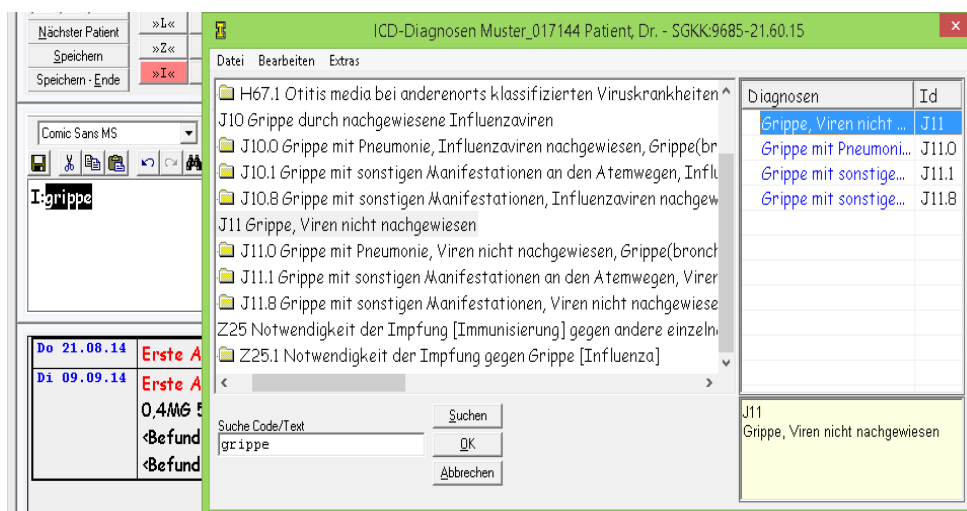 Nächster Patient
Speichern
Speichern - Ende
»L«
»Z«
»I«
Comic Sans MS
I:grippe
Do 21.08.14 Erste A
Di 09.09.14 Erste A
0,4MG 5
<Befund
<Befund
ICD-Diagnosen Muster_017144 Patient, Dr. - SGKK:9685-21.60.15
x
Datei Bearbeiten Extras
H67.1 Otitis media bei anderenorts klassifizierten Viruskrankheiten
J10 Grippe durch nachgewiesene Influenzaviren
J10.0 Grippe mit Pneumonie, Influenzaviren nachgewiesen, Grippe(br
J10.1 Grippe mit sonstigen Manifestationen an den Atemwegen, Influ
J10.8 Grippe mit sonstigen Manifestationen, Influenzaviren nachgew
J11 Grippe, Viren nicht nachgewiesen
J11.0 Grippe mit Pneumonie, Viren nicht nachgewiesen, Grippe(bronch
J11.1 Grippe mit sonstigen Manifestationen an den Atemwegen, Viren
J11.8 Grippe mit sonstigen Manifestationen, Viren nicht nachgewiese
Z25 Notwendigkeit der Impfung [Immunisierung] gegen andere einzeln
Z25.1 Notwendigkeit der Impfung gegen Grippe [Influenza]
Suche Code/Text
grippe
Suchen
OK
Abbrechen
Diagnosen Id
Grippe, Viren nicht ... J11
Grippe mit Pneumoni... J11.0
Grippe mit sonstige... J11.1
Grippe mit sonstige... J11.8
J11
Grippe, Viren nicht nachgewiesen